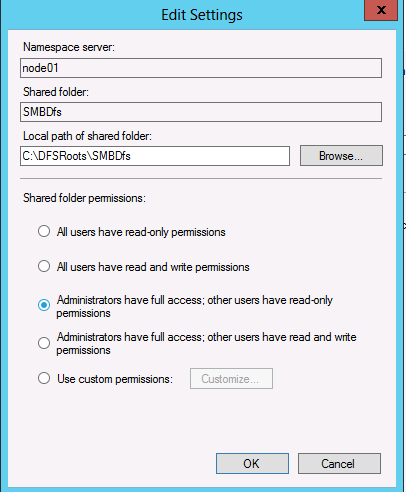 Edit Settings
x
Namespace server:
node01
Shared folder:
SMBDfs
Local path of shared folder:
C:\DFSRoots\SMBDfs
Browse...
Shared folder permissions:
All users have read-only permissions
All users have read and write permissions
Administrators have full access; other users have read-only
permissions
Administrators have full access; other users have read and write
permissions
Use custom permissions:
Customize...
OK
Cancel